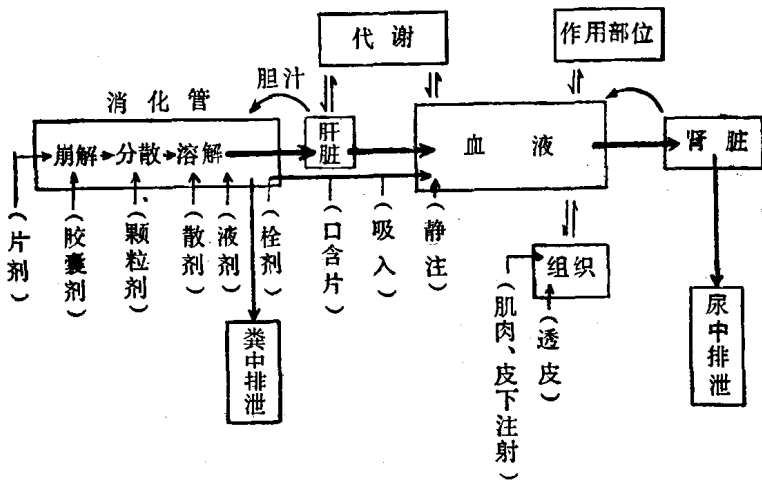 代谢
作用部位
胆汁
消化管
肝脏
血液
肾脏
崩解
分散
溶解
(片剂)
(胶囊剂)
(颗粒剂)
(散剂)
(液剂)
(栓剂)
(口含片)
(吸入)
(静注)
组织
(肌肉、皮下注射)
(透皮)
粪中排泄
尿中排泄